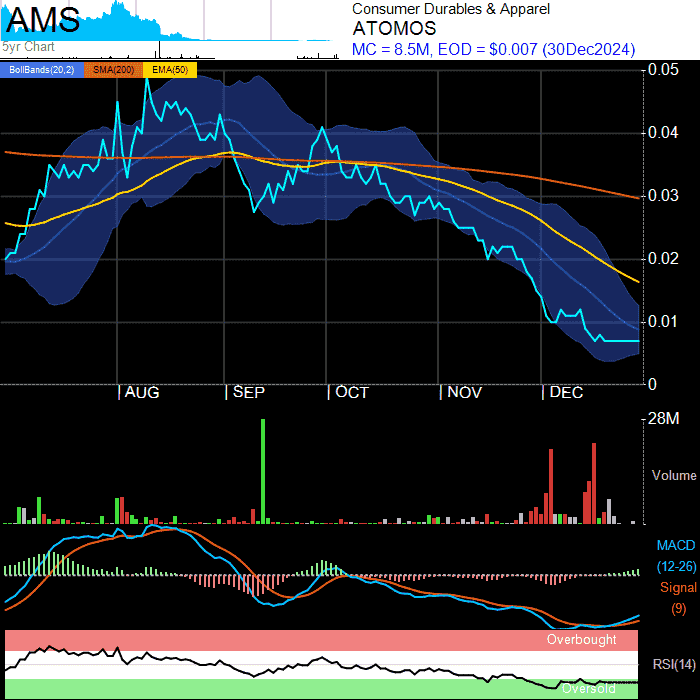 AMS
5yr Chart
Consumer Durables & Apparel
ATOMOS
MC = 8.5M, EOD = $0.007 (30Dec2024)
BollBands(20,2) SMA(200) EMA(50)
0.05
0.04
0.03
0.02
0.01
0
AUG SEP OCT NOV DEC
28M
Volume
MACD
(12-26)
Signal
(9)
Overbought
RSI(14)
Oversold